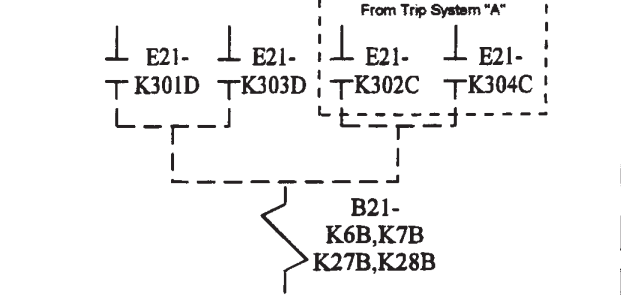 From Trip System "A"
E21- E21- E21- E21-
K301D K303D K302C K304C
B21-
K6B,K7B
K27B,K28B